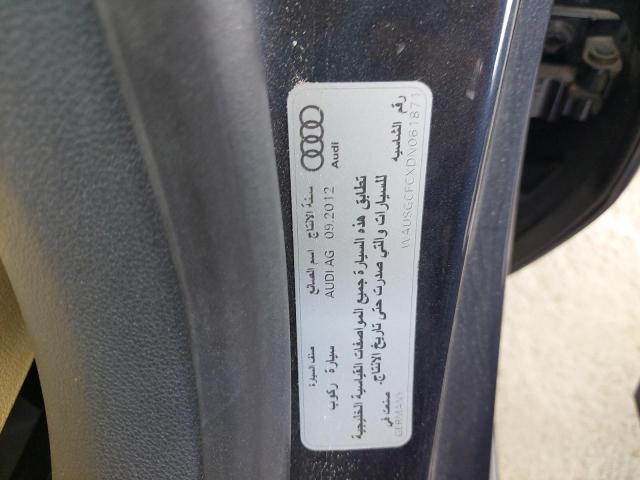 Audi
سنة الانتاج
09.2012
اسم الصانع
AUDI AG
صنف السيارة
سيارة ركوب
تطابق هذه السيارة جميع المواصفات القياسية الخليجية
للسيارات والتي صدرت حتى تاريخ الانتاج.
رقم الشاسيه
WAUSGCFCXDN061871
صنعت في
GERMANY